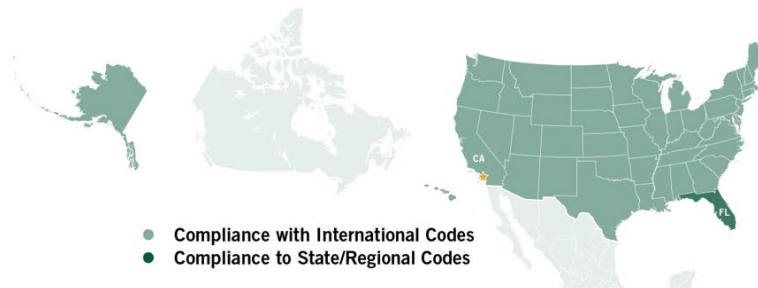 CA
FL
Compliance with International Codes
Compliance to State/Regional Codes